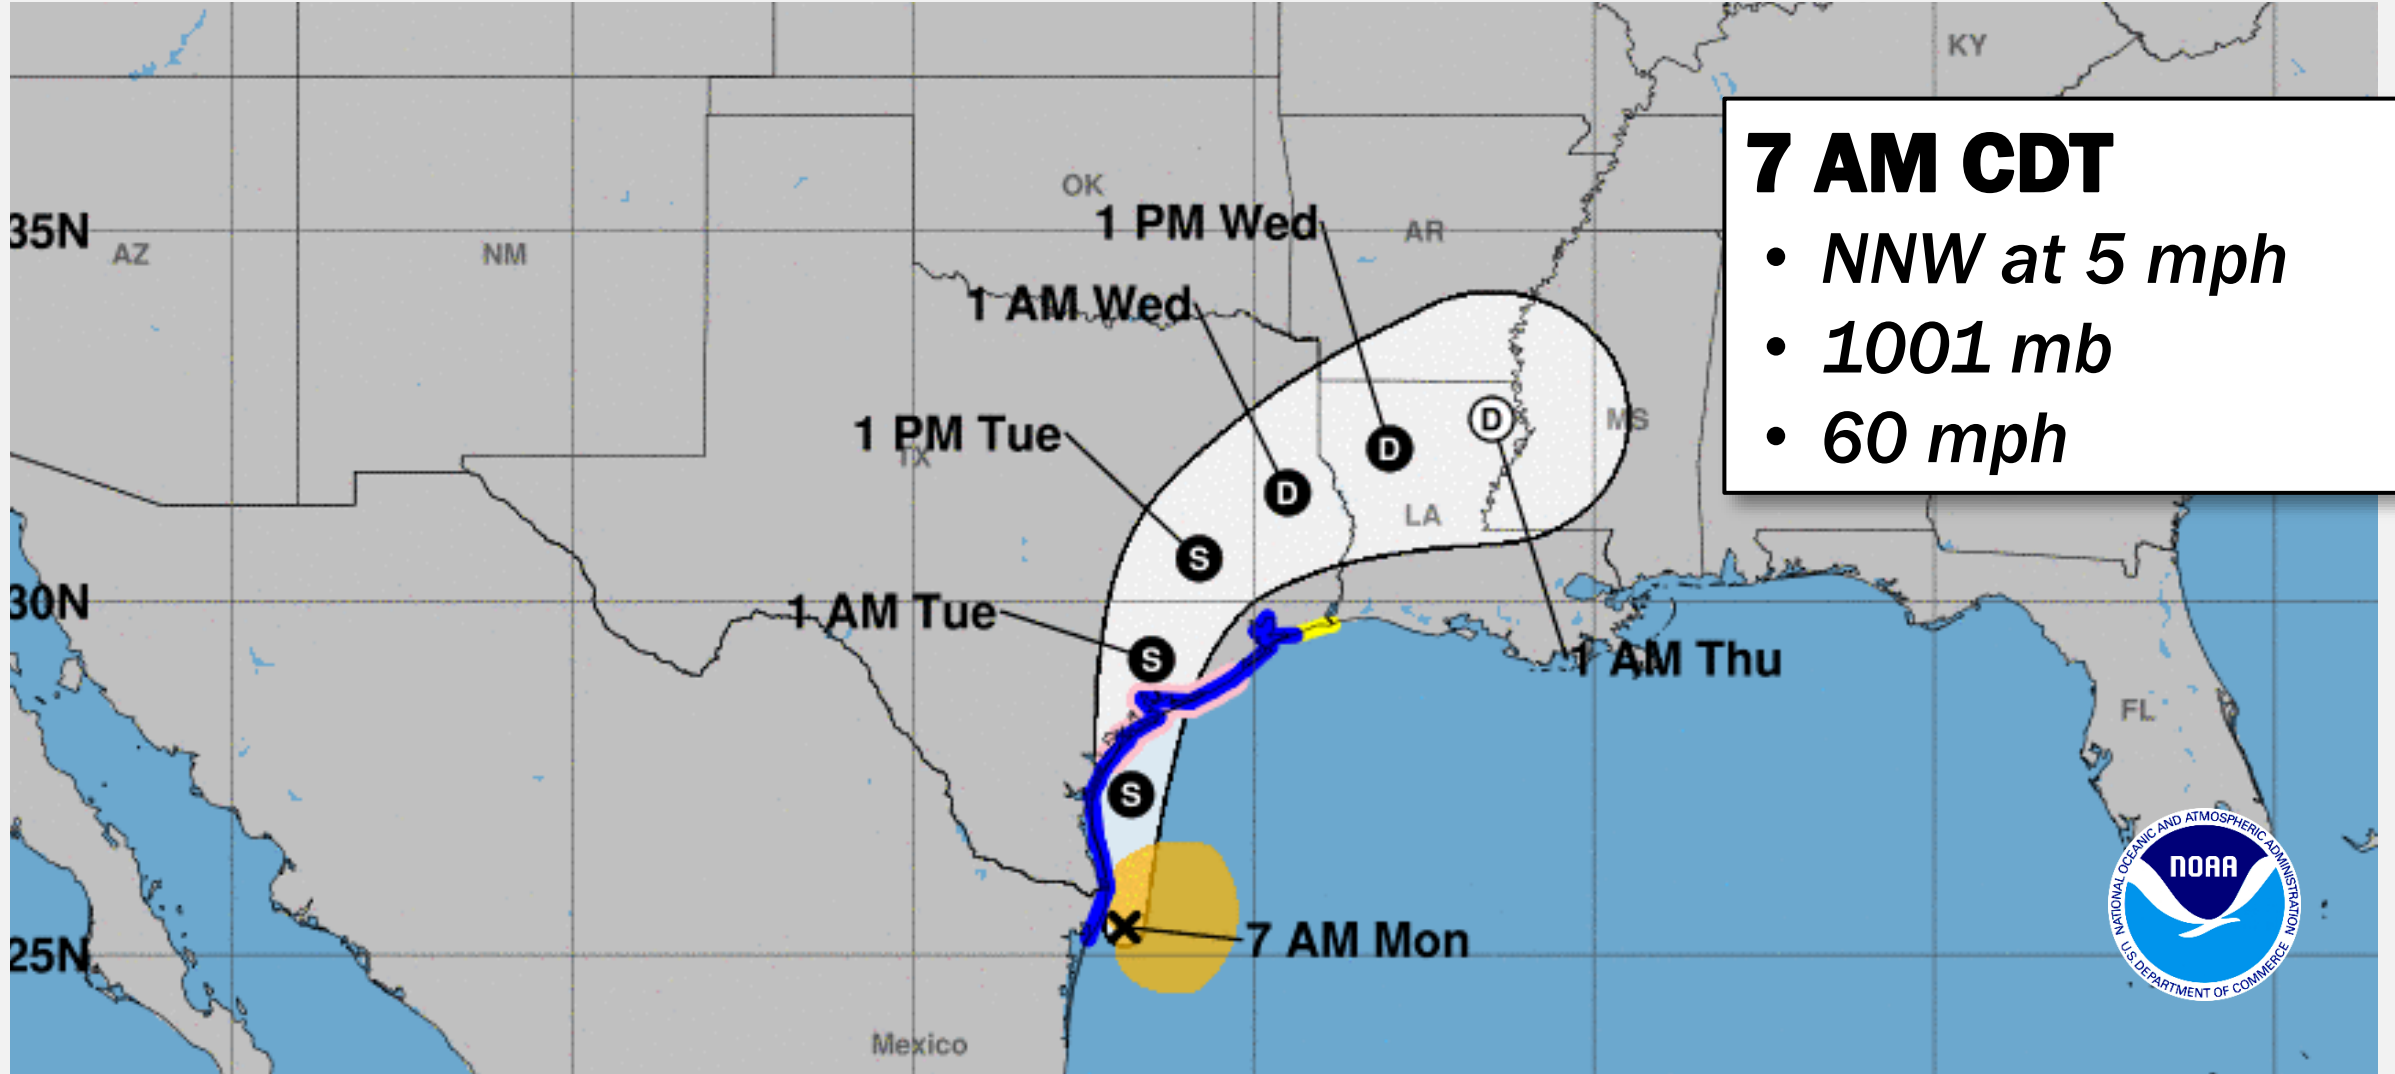 KY
7 AM CDT
• NNW at 5 mph
• 1001 mb
• 60 mph
OK
1 PM Wed
35N
AZ
NM
AR
1 AM Wed
1 PM Tue
TX
D
D
MS
D
LA
S
30N
1 AM Tue
S
1 AM Thu
FL
S
25N
7 AM Mon
Mexico
NATIONAL OCEANIC AND ATMOSPHERIC ADMINISTRATION
NOAA
U.S. DEPARTMENT OF COMMERCE